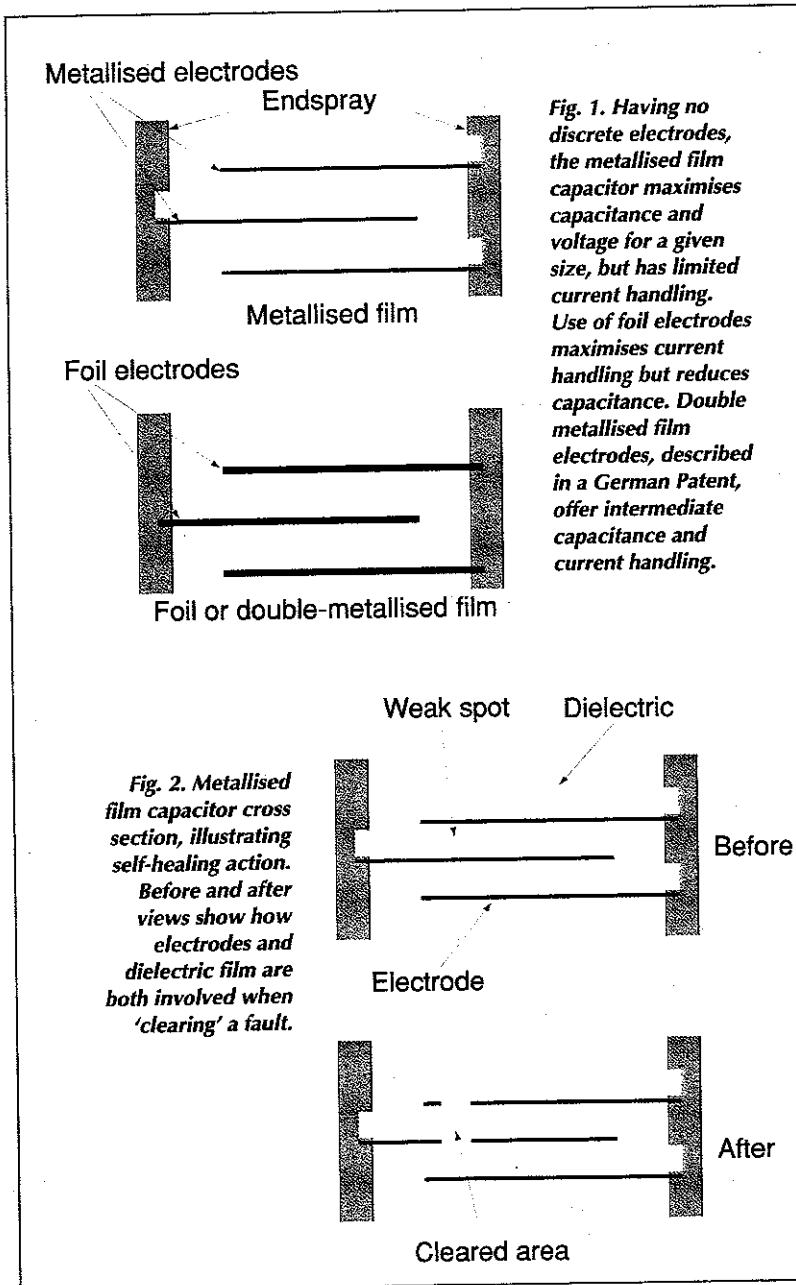 Metallised electrodes
Endspray
Metallised film
Fig. 1. Having no
discrete electrodes,
the metallised film
capacitor maximises
capacitance and
voltage for a given
size, but has limited
current handling.
Use of foil electrodes
maximises current
handling but reduces
capacitance. Double
metallised film
electrodes, described
in a German Patent,
offer intermediate
capacitance and
current handling.
Foil electrodes
Foil or double-metallised film
Weak spot
Dielectric
Before
Electrode
Fig. 2. Metallised
film capacitor cross
section, illustrating
self-healing action.
Before and after
views show how
electrodes and
dielectric film are
both involved when
'clearing' a fault.
After
Cleared area